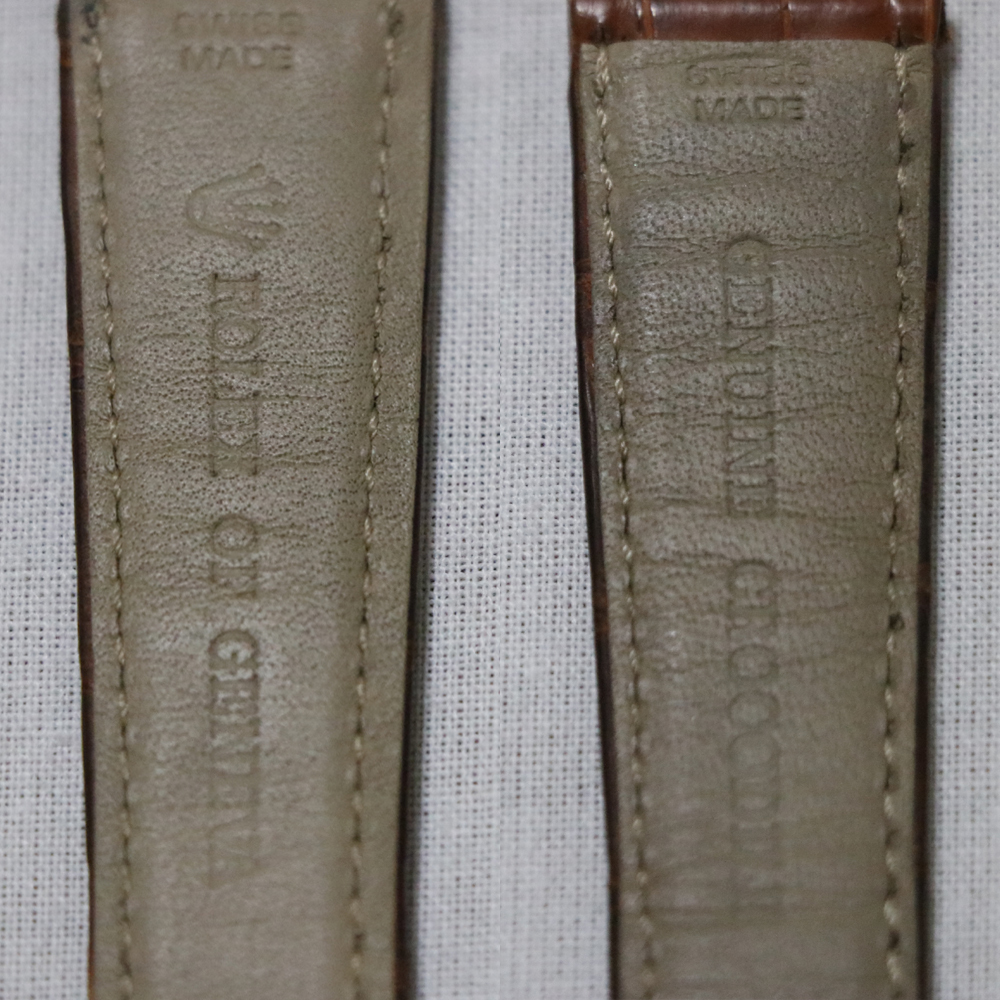 SWISS
MADE
ROLEX OF GENEVA
SWISS
MADE
GENUINE CROCODILE